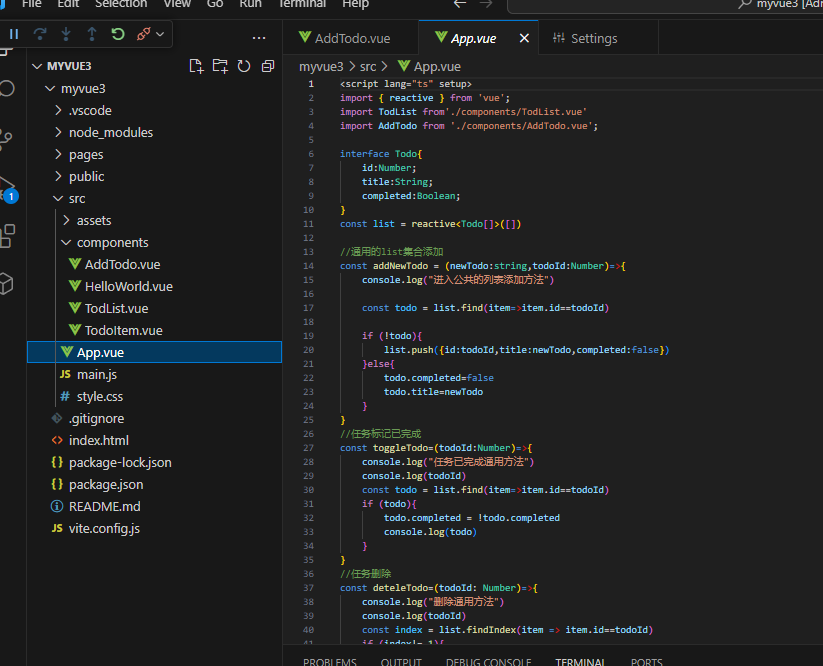 File Edit Selection View Go Run Terminal Help
myvue3 [Adr
AddTodo.vue
App.vue
Settings
MYVUE3
myvue3
.vscode
node_modules
pages
public
src
assets
components
AddTodo.vue
HelloWorld.vue
TodList.vue
TodoItem.vue
App.vue
JS main.js
# style.css
.gitignore
<> index.html
{} package-lock.json
{} package.json
README.md
JS vite.config.js
1
myvue3 > src > App.vue
1 <script lang="ts" setup>
2 import { reactive } from 'vue';
3 import TodList from'./components/TodList.vue'
4 import AddTodo from './components/AddTodo.vue';
5
6 interface Todo{
7 id:Number;
8 title:String;
9 completed:Boolean;
10 }
11 const list = reactive<Todo[]>([])
12
13 //通用的list集合添加
14 const addNewTodo = (newTodo:string,todoId:Number)=>{
15 console.log("进入公共的列表添加方法")
16
17 const todo = list.find(item=>item.id==todoId)
18
19 if (!todo){
20 list.push({id:todoId,title:newTodo,completed:false})
21 }else{
22 todo.completed=false
23 todo.title=newTodo
24 }
25 }
26 //任务标记已完成
27 const toggleTodo=(todoId:Number)=>{
28 console.log("任务已完成通用方法")
29 console.log(todoId)
30 const todo = list.find(item=>item.id==todoId)
31 if (todo){
32 todo.completed = !todo.completed
33 console.log(todo)
34 }
35 }
36 //任务删除
37 const deteleTodo=(todoId: Number)=>{
38 console.log("删除通用方法")
39 console.log(todoId)
40 const index = list.findIndex(item => item.id==todoId)
41 if (index!=-1){
PROBLEMS OUTPUT DEBUG CONSOLE TERMINAL PORTS